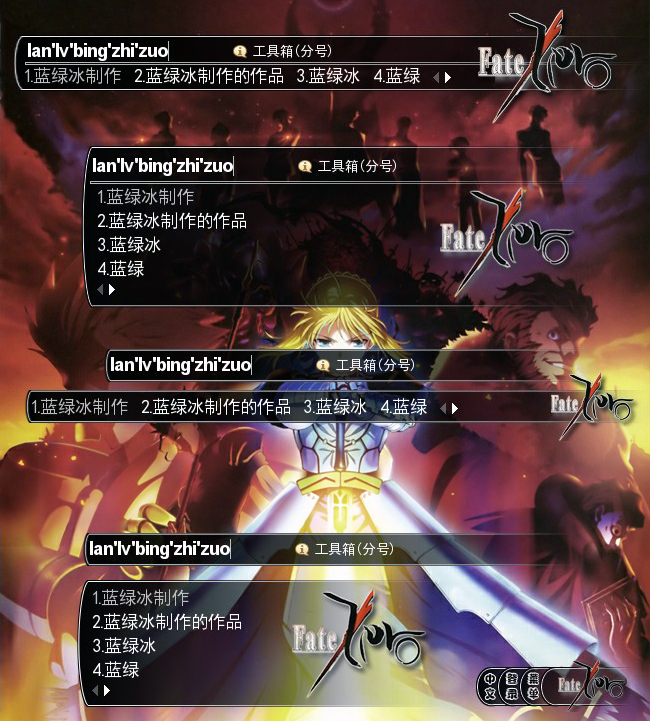 lan'lv'bing'zhi'zuo 工具箱(分号)
1.蓝绿冰制作 2.蓝绿冰制作的作品 3.蓝绿冰 4.蓝绿
Fate Zero
lan'lv'bing'zhi'zuo 工具箱(分号)
1.蓝绿冰制作
2.蓝绿冰制作的作品
3.蓝绿冰
4.蓝绿
Fate Zero
lan'lv'bing'zhi'zuo 工具箱(分号)
1.蓝绿冰制作 2.蓝绿冰制作的作品 3.蓝绿冰 4.蓝绿
Fate Zero
lan'lv'bing'zhi'zuo 工具箱(分号)
1.蓝绿冰制作
2.蓝绿冰制作的作品
3.蓝绿冰
4.蓝绿
Fate Zero
中文 登录 菜单 Fate Zero